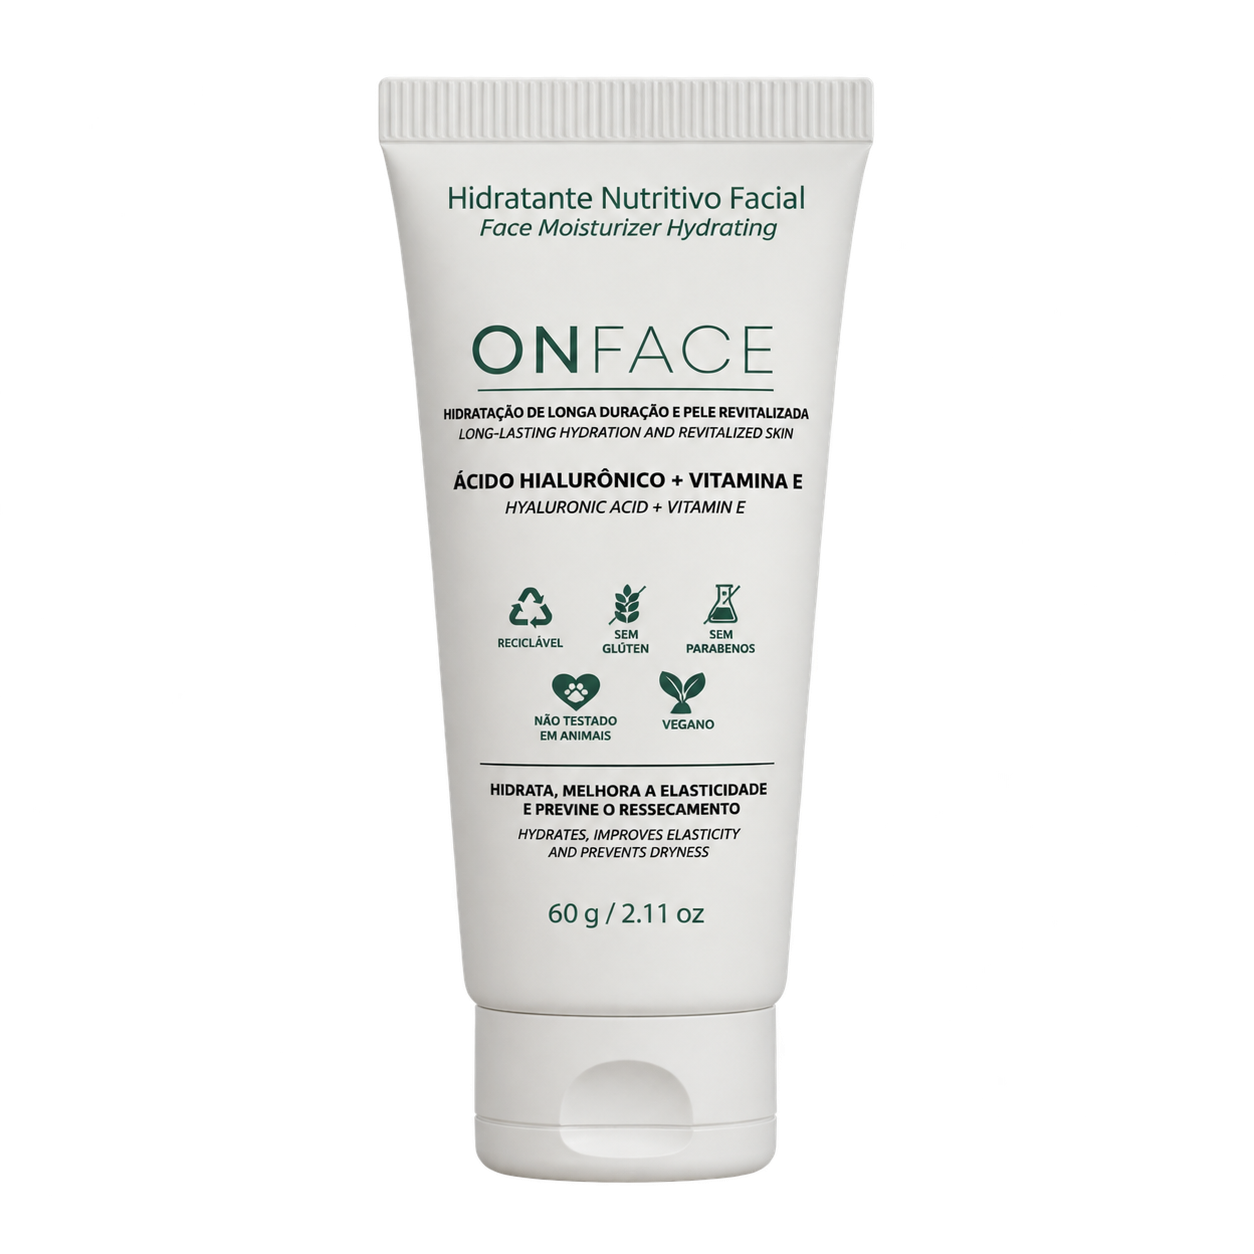 Hidratante Nutritivo Facial
Face Moisturizer Hydrating
ONFACE
HIDRATAÇÃO DE LONGA DURAÇÃO E PELE REVITALIZADA
LONG-LASTING HYDRATION AND REVITALIZED SKIN
ÁCIDO HIALURÔNICO + VITAMINA E
HYALURONIC ACID + VITAMIN E
RECICLÁVEL
SEM
GLÚTEN
SEM
PARABENOS
NÃO TESTADO
EM ANIMAIS
VEGANO
HIDRATA, MELHORA A ELASTICIDADE
E PREVINE O RESSECAMENTO
HYDRATES, IMPROVES ELASTICITY
AND PREVENTS DRYNESS
60 g / 2.11 oz